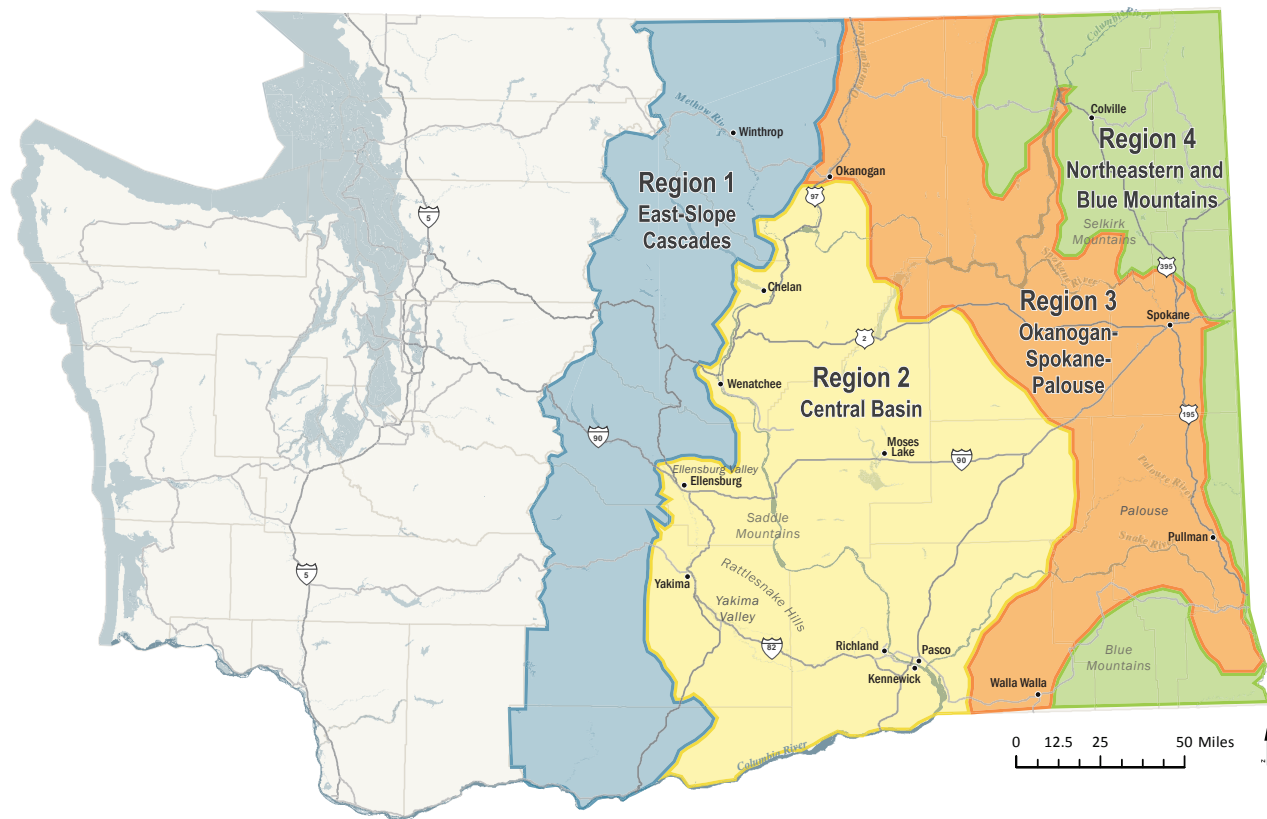 Columbia River
Okanogan River
Methow Riv
Winthrop
Colville
Region 4
Northeastern and
Blue Mountains
Okanogan
Region 1
East-Slope
Cascades
97
5
Selkirk
Mountains
Spokane River
395
Chelan
Region 3
Okanogan-
Spokane-
Palouse
Spokane
2
Region 2
Central Basin
Wenatchee
195
90
Moses
Lake
90
Ellensburg Valley
Ellensburg
Palouse River
Saddle
Mountains
Palouse
Snake River
Pullman
5
Yakima
Rattlesnake Hills
Yakima
Valley
82
Richland
Pasco
Kennewick
Blue
Mountains
Walla Walla
Columbia River
0 12.5 25 50 Miles